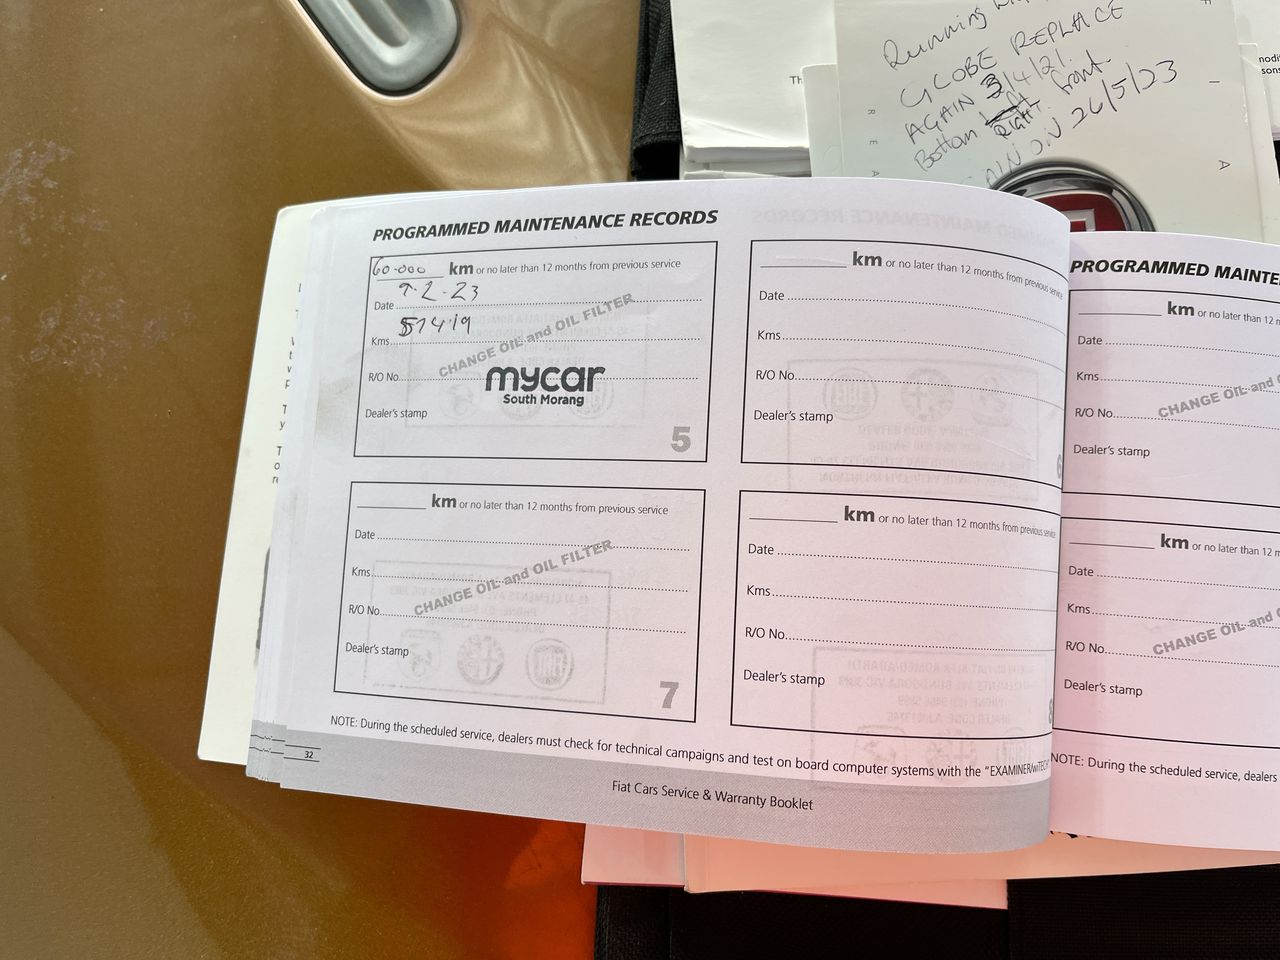 Running
GLOBE REPLACE
AGAIN 3/4/21.
Bottom Right front
ON 26/5/23
Th
nodi
sons
R
E
A
A
PROGRAMMED MAINTENANCE RECORDS
60.000 km or no later than 12 months from previous service
Date 9.2.23
Kms 57419
R/O No.
CHANGE OIL and OIL FILTER
mycar
South Morang
Dealer's stamp
5
km or no later than 12 months from previous service
Date
Kms
R/O No.
Dealer's stamp
6
km or no later than 12 months from previous service
Date
Kms
R/O No.
CHANGE OIL and OIL FILTER
Dealer's stamp
7
km or no later than 12 months from previous service
Date
Kms
R/O No.
Dealer's stamp
8
NOTE: During the scheduled service, dealers must check for technical campaigns and test on board computer systems with the "EXAMINER/wiTECH"
32
Fiat Cars Service & Warranty Booklet
PROGRAMMED MAINTE
km or no later than 12 m
Date
Kms
R/O No.
CHANGE OIL and O
Dealer's stamp
km or no later than 12 m
Date
Kms
R/O No.
CHANGE OIL and O
Dealer's stamp
NOTE: During the scheduled service, dealers